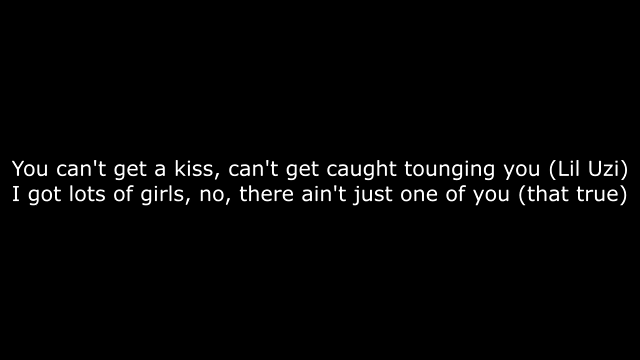 You can't get a kiss, can't get caught tounging you (Lil Uzi)
I got lots of girls, no, there ain't just one of you (that true)